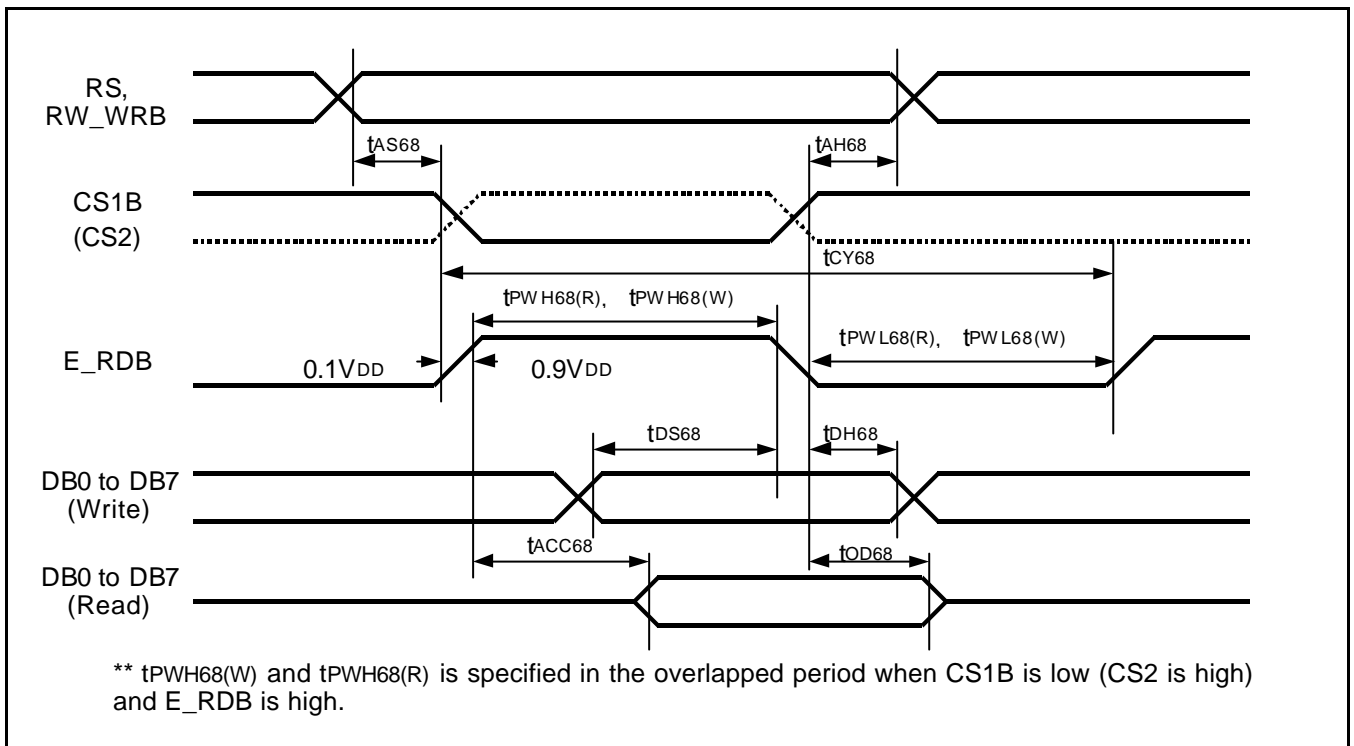 RS,
RW_WRB
tAS68
tAH68
CS1B
(CS2)
tCY68
tPWH68(R), tPWH68(W)
tPWL68(R), tPWL68(W)
E_RDB
0.1VDD
0.9VDD
tDS68
tDH68
DB0 to DB7
(Write)
tACC68
tOD68
DB0 to DB7
(Read)
** tPWH68(W) and tPWH68(R) is specified in the overlapped period when CS1B is low (CS2 is high)
and E_RDB is high.